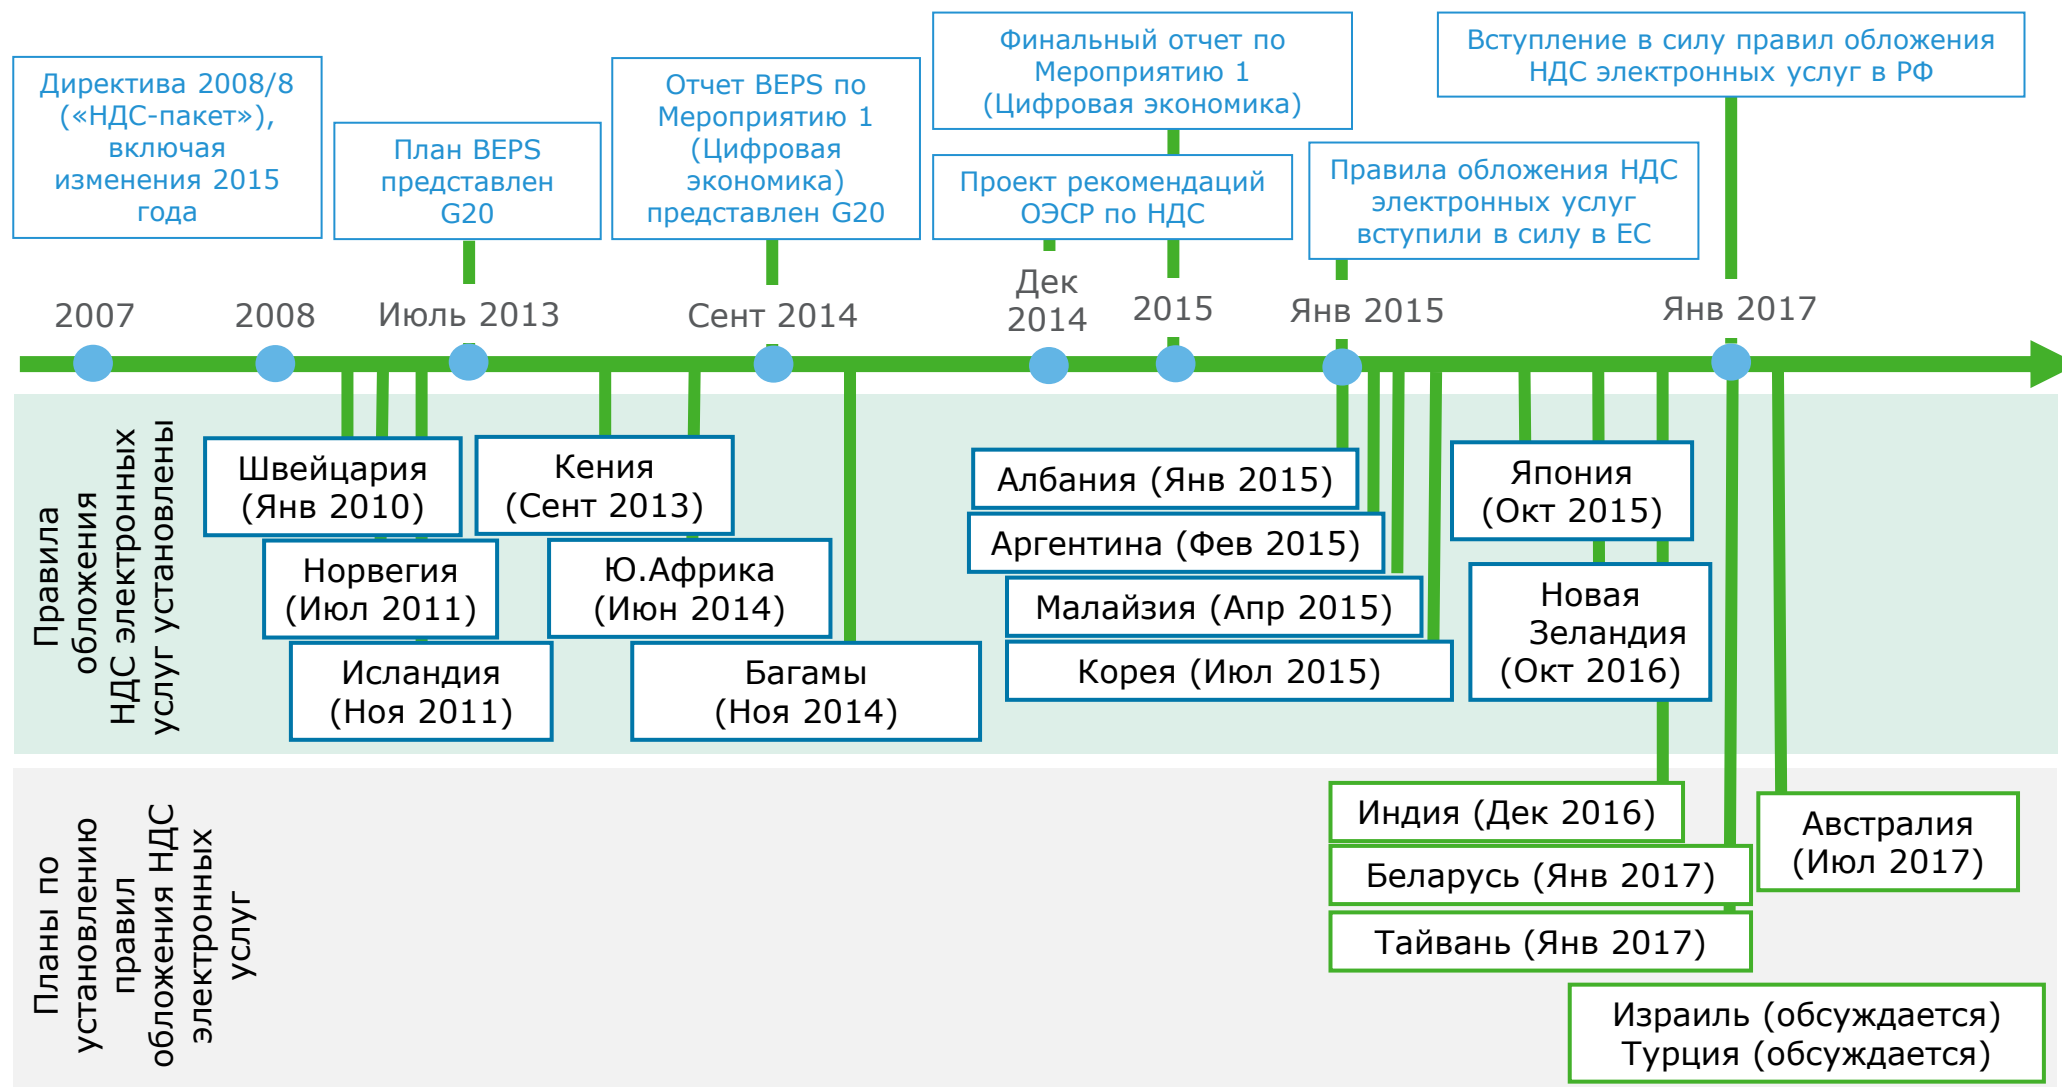 Директива 2008/8
(«НДС-пакет»),
включая
изменения 2015
года
План BEPS
представлен
G20
Отчет BEPS по
Мероприятию 1
(Цифровая
экономика)
представлен G20
Финальный отчет по
Мероприятию 1
(Цифровая экономика)
Проект рекомендаций
ОЭСР по НДС
Вступление в силу правил обложения
НДС электронных услуг в РФ
Правила обложения НДС
электронных услуг
вступили в силу в ЕС
2007
2008
Июль 2013
Сент 2014
Дек
2014
2015
Янв 2015
Янв 2017
Правила
обложения
НДС электронных
услуг установлены
Швейцария
(Янв 2010)
Норвегия
(Июл 2011)
Исландия
(Ноя 2011)
Кения
(Сент 2013)
Ю.Африка
(Июн 2014)
Багамы
(Ноя 2014)
Албания (Янв 2015)
Аргентина (Фев 2015)
Малайзия (Апр 2015)
Корея (Июл 2015)
Япония
(Окт 2015)
Новая
Зеландия
(Окт 2016)
Планы по
установлению
правил
обложения НДС
электронных
услуг
Индия (Дек 2016)
Беларусь (Янв 2017)
Тайвань (Янв 2017)
Австралия
(Июл 2017)
Израиль (обсуждается)
Турция (обсуждается)